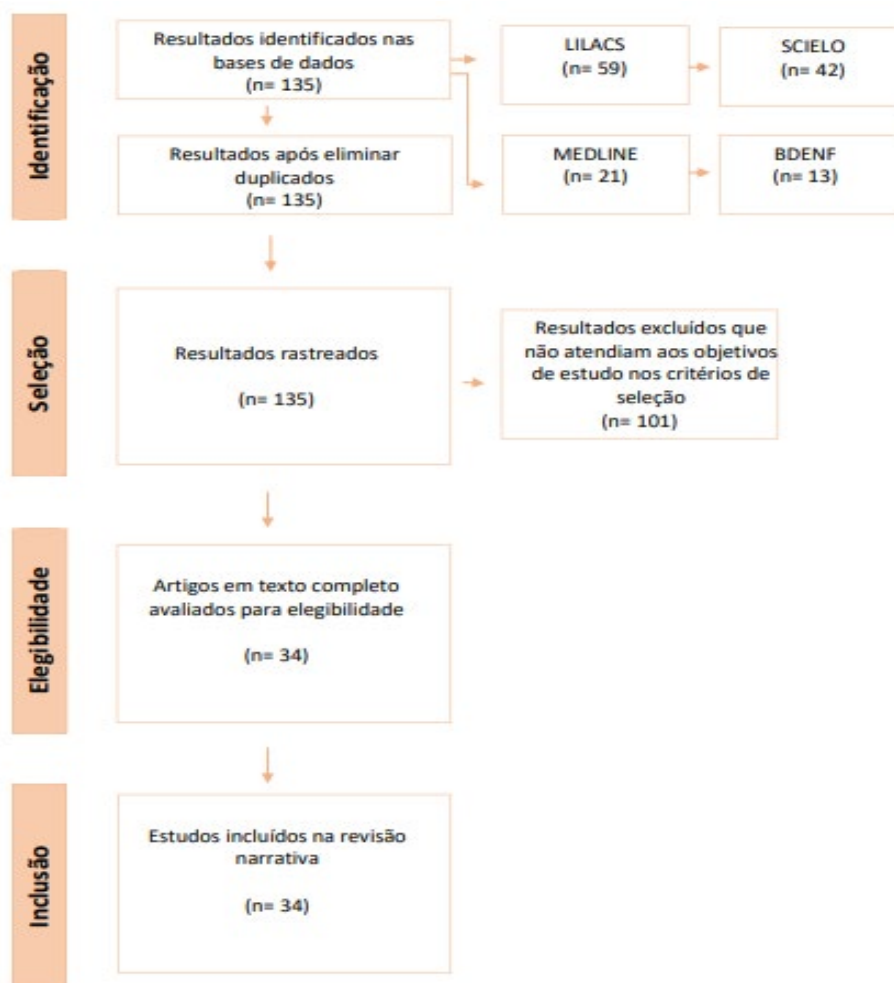 Identificação
Resultados identificados nas
bases de dados
(n= 135)
LILACS
(n= 59)
SCIELO
(n= 42)
Resultados após eliminar
duplicados
(n= 135)
MEDLINE
(n= 21)
BDENF
(n= 13)
Seleção
Resultados rastreados
(n= 135)
Resultados excluídos que
não atendiam aos objetivos
de estudo nos critérios de
seleção
(n= 101)
Elegibilidade
Artigos em texto completo
avaliados para elegibilidade
(n= 34)
Inclusão
Estudos incluídos na revisão
narrativa
(n= 34)